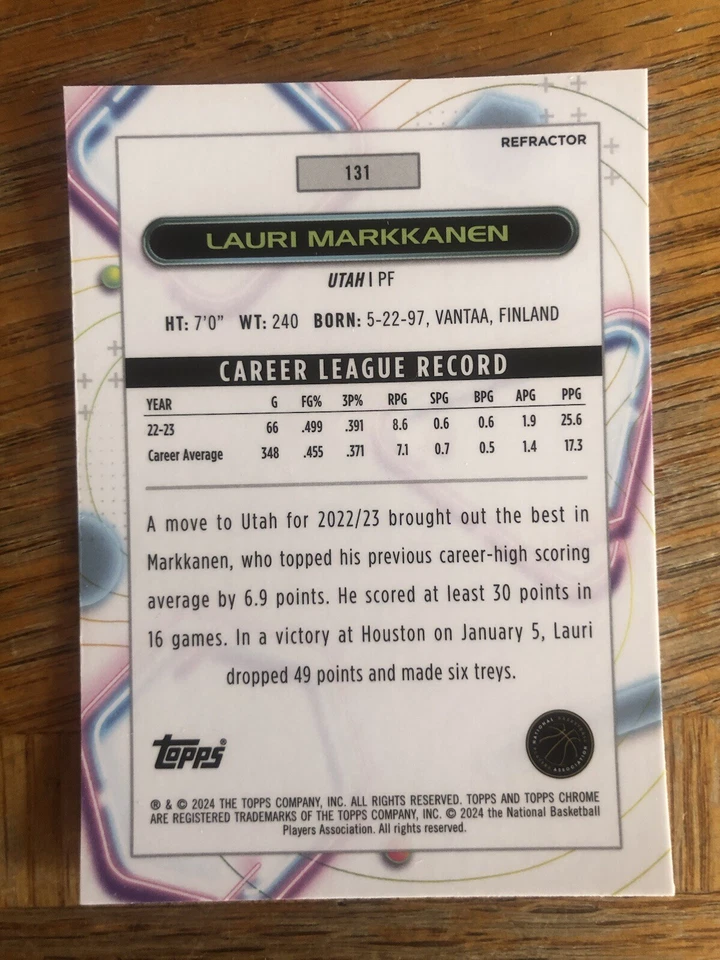 REFRACTOR
131
LAURI MARKKANEN
UTAH | PF
HT: 7'0" WT: 240 BORN: 5-22-97, VANTAA, FINLAND
CAREER LEAGUE RECORD
YEAR G FG% 3P% RPG SPG BPG APG PPG
22-23 66 .499 .391 8.6 0.6 0.6 1.9 25.6
Career Average 348 .455 .371 7.1 0.7 0.5 1.4 17.3
A move to Utah for 2022/23 brought out the best in
Markkanen, who topped his previous career-high scoring
average by 6.9 points. He scored at least 30 points in
16 games. In a victory at Houston on January 5, Lauri
dropped 49 points and made six treys.
topps®
NATIONAL
ASSOCIATION
® & © 2024 THE TOPPS COMPANY, INC. ALL RIGHTS RESERVED. TOPPS AND TOPPS CHROME
ARE REGISTERED TRADEMARKS OF THE TOPPS COMPANY, INC. © 2024 the National Basketball
Players Association. All rights reserved.